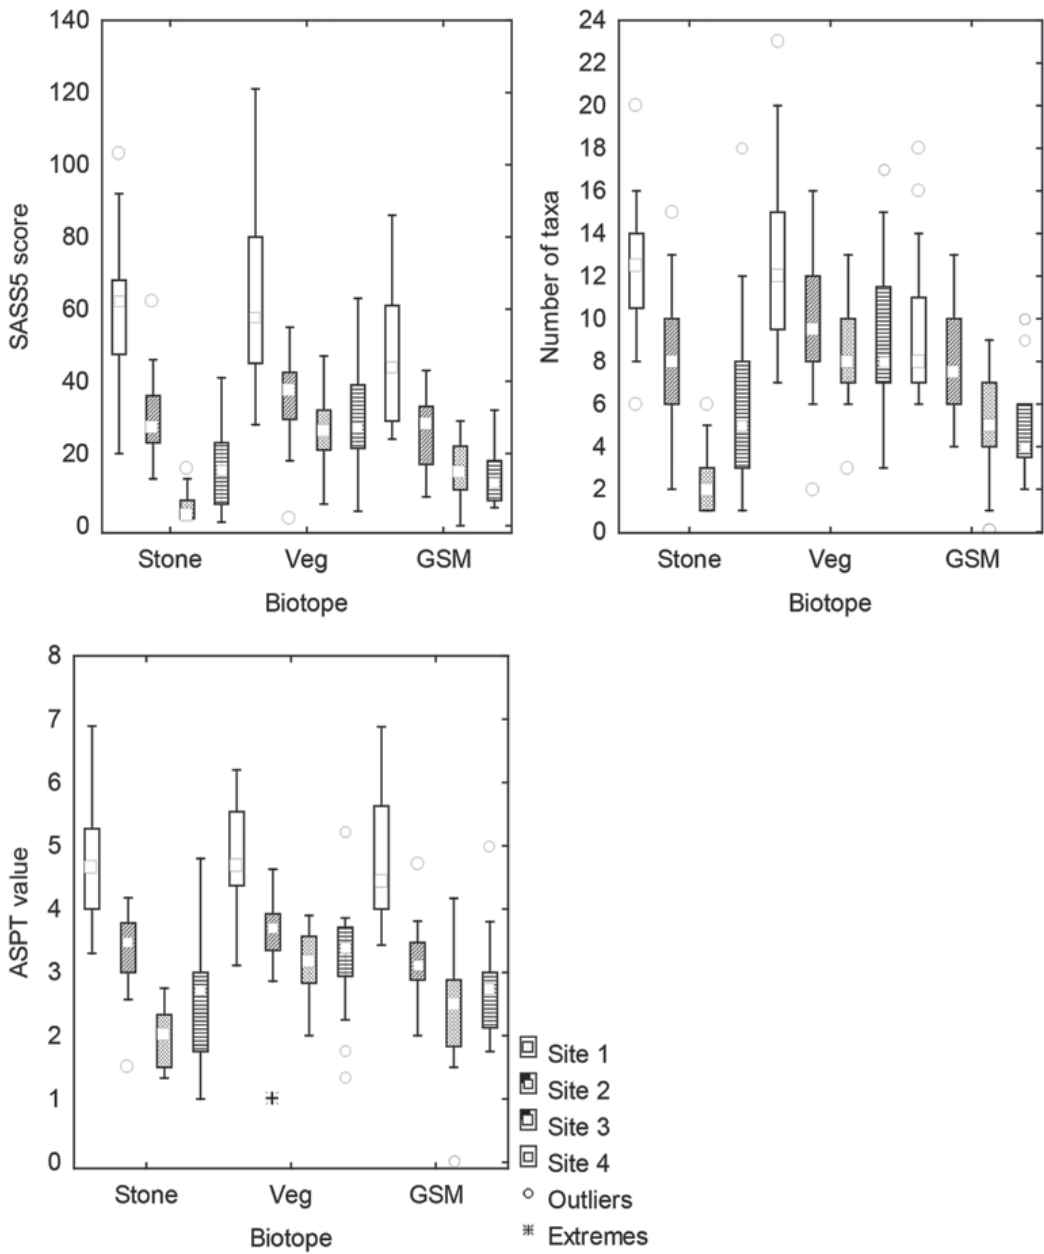 140
120
100
80
60
40
20
0
SASS5 score
Stone Veg GSM
Biotope
24
22
20
18
16
14
12
10
8
6
4
2
0
Number of taxa
Stone Veg GSM
Biotope
8
7
6
5
4
3
2
1
0
ASPT value
Stone Veg GSM
Biotope
Site 1
Site 2
Site 3
Site 4
Outliers
Extremes